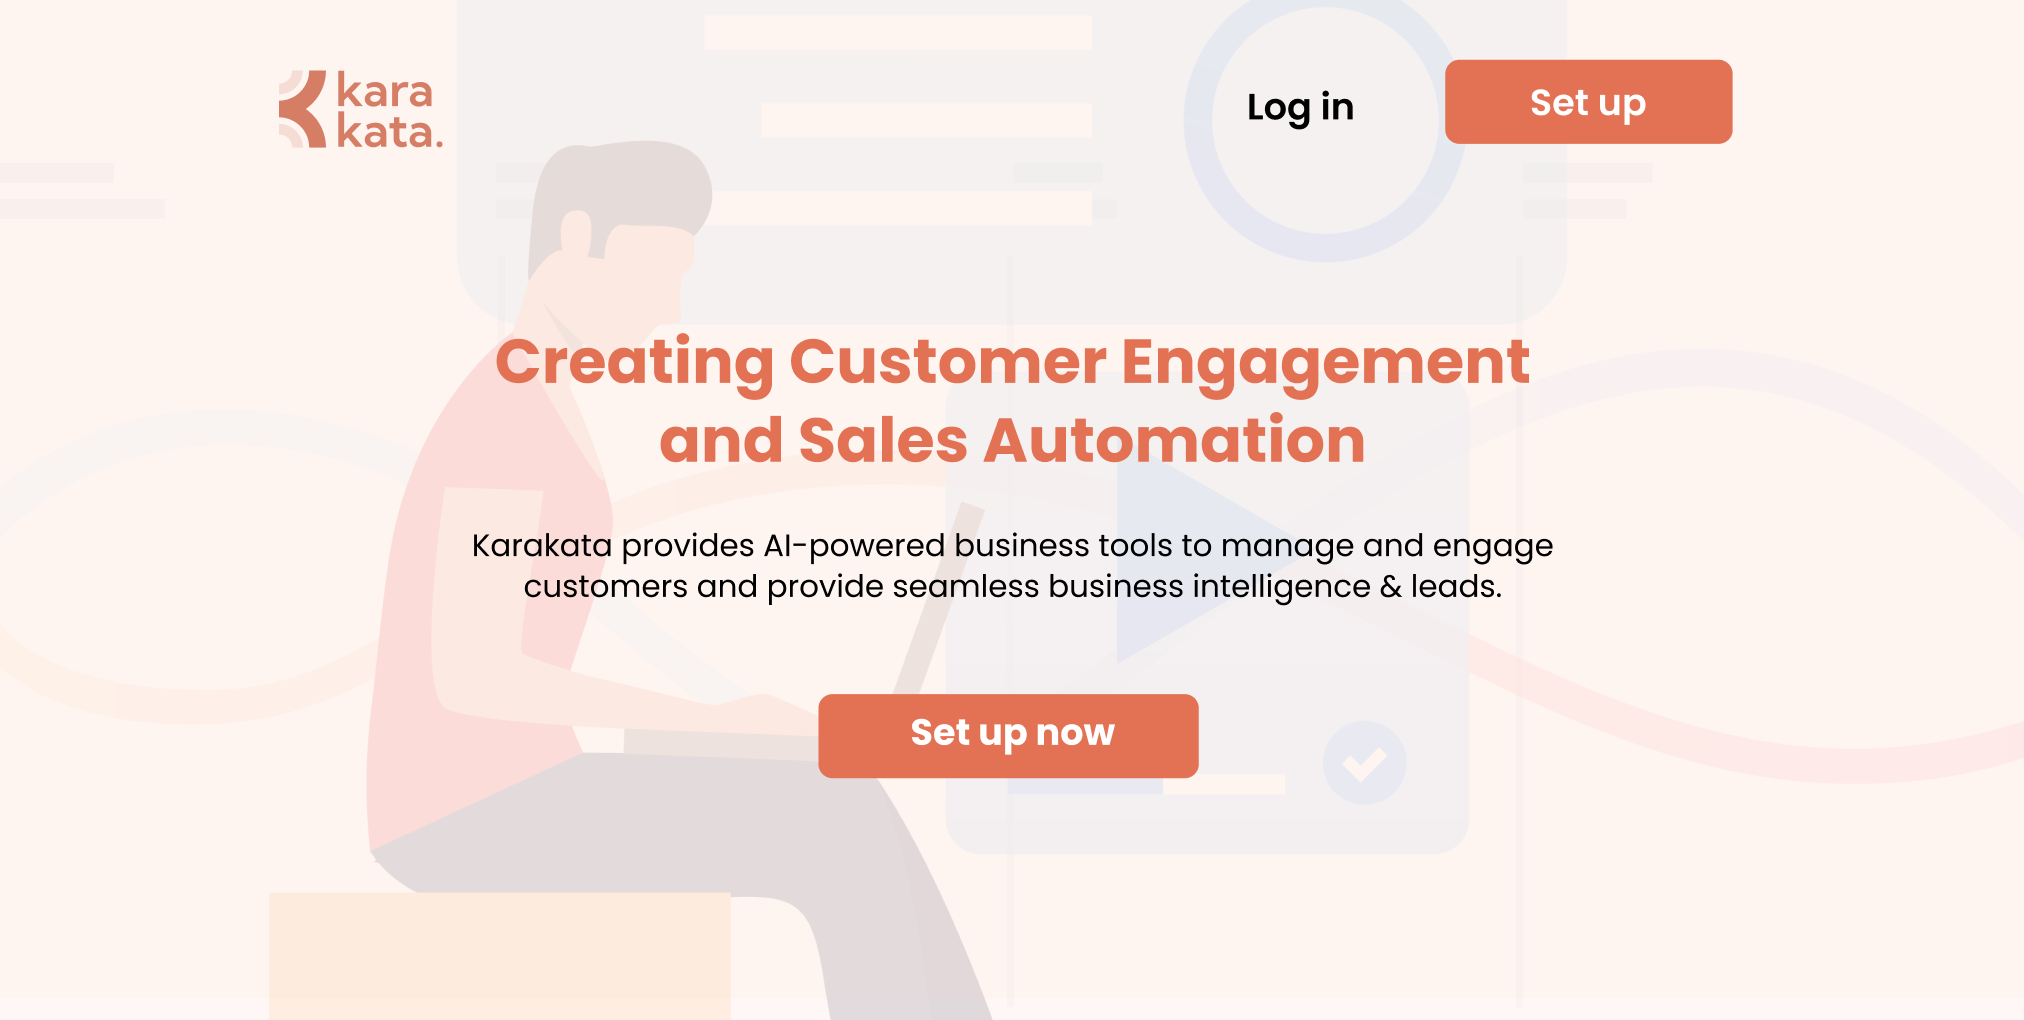 kara
kata.
Log in
Set up
Creating Customer Engagement
and Sales Automation
Karakata provides AI-powered business tools to manage and engage
customers and provide seamless business intelligence & leads.
Set up now